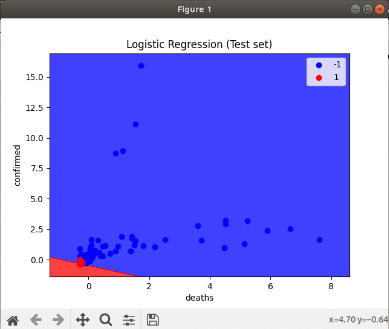 Figure 1
Logistic Regression (Test set)
-1
1
15.0
12.5
10.0
7.5
5.0
2.5
0.0
confirmed
0
2
4
6
8
deaths
x=4.70 y=−0.64